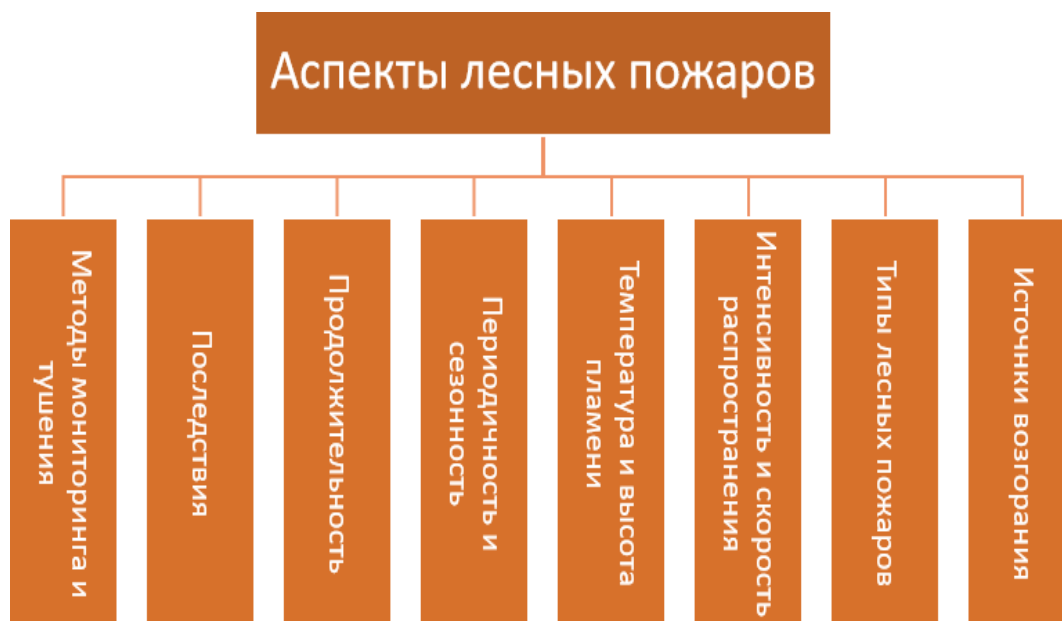 Аспекты лесных пожаров
Методы мониторинга и
тушения
Последствия
Продолжительность
Периодичность и
сезонность
Температура и высота
пламени
Интенсивность и скорость
распространения
Типы лесных пожаров
Источнки возгорания